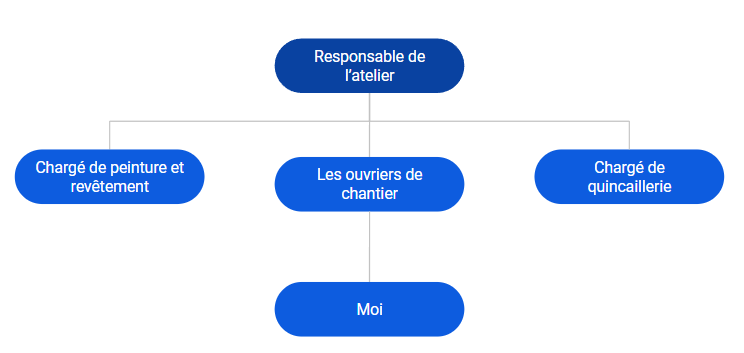 Responsable de
l’atelier
Chargé de peinture et
revêtement
Les ouvriers de
chantier
Chargé de
quincaillerie
Moi